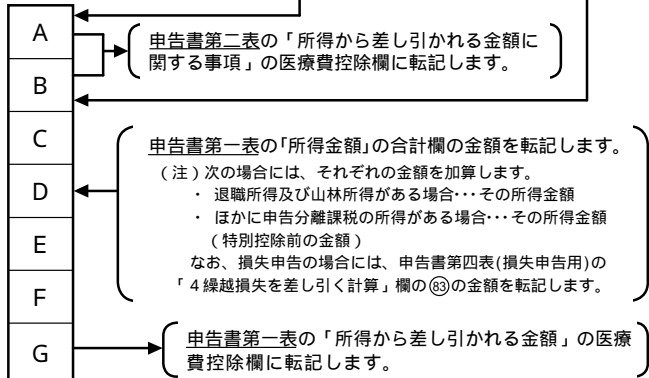 A
申告書第二表の「所得から差し引かれる金額に
関する事項」の医療費控除欄に転記します。
B
C
申告書第一表の「所得金額」の合計欄の金額を転記します。
(注)次の場合には、それぞれの金額を加算します。
・ 退職所得及び山林所得がある場合…その所得金額
D
・ ほかに申告分離課税の所得がある場合…その所得金額
(特別控除前の金額)
E
なお、損失申告の場合には、申告書第四表(損失申告用)の
「4繰越損失を差し引く計算」欄の㊸の金額を転記します。
F
G
申告書第一表の「所得から差し引かれる金額」の医療
費控除欄に転記します。